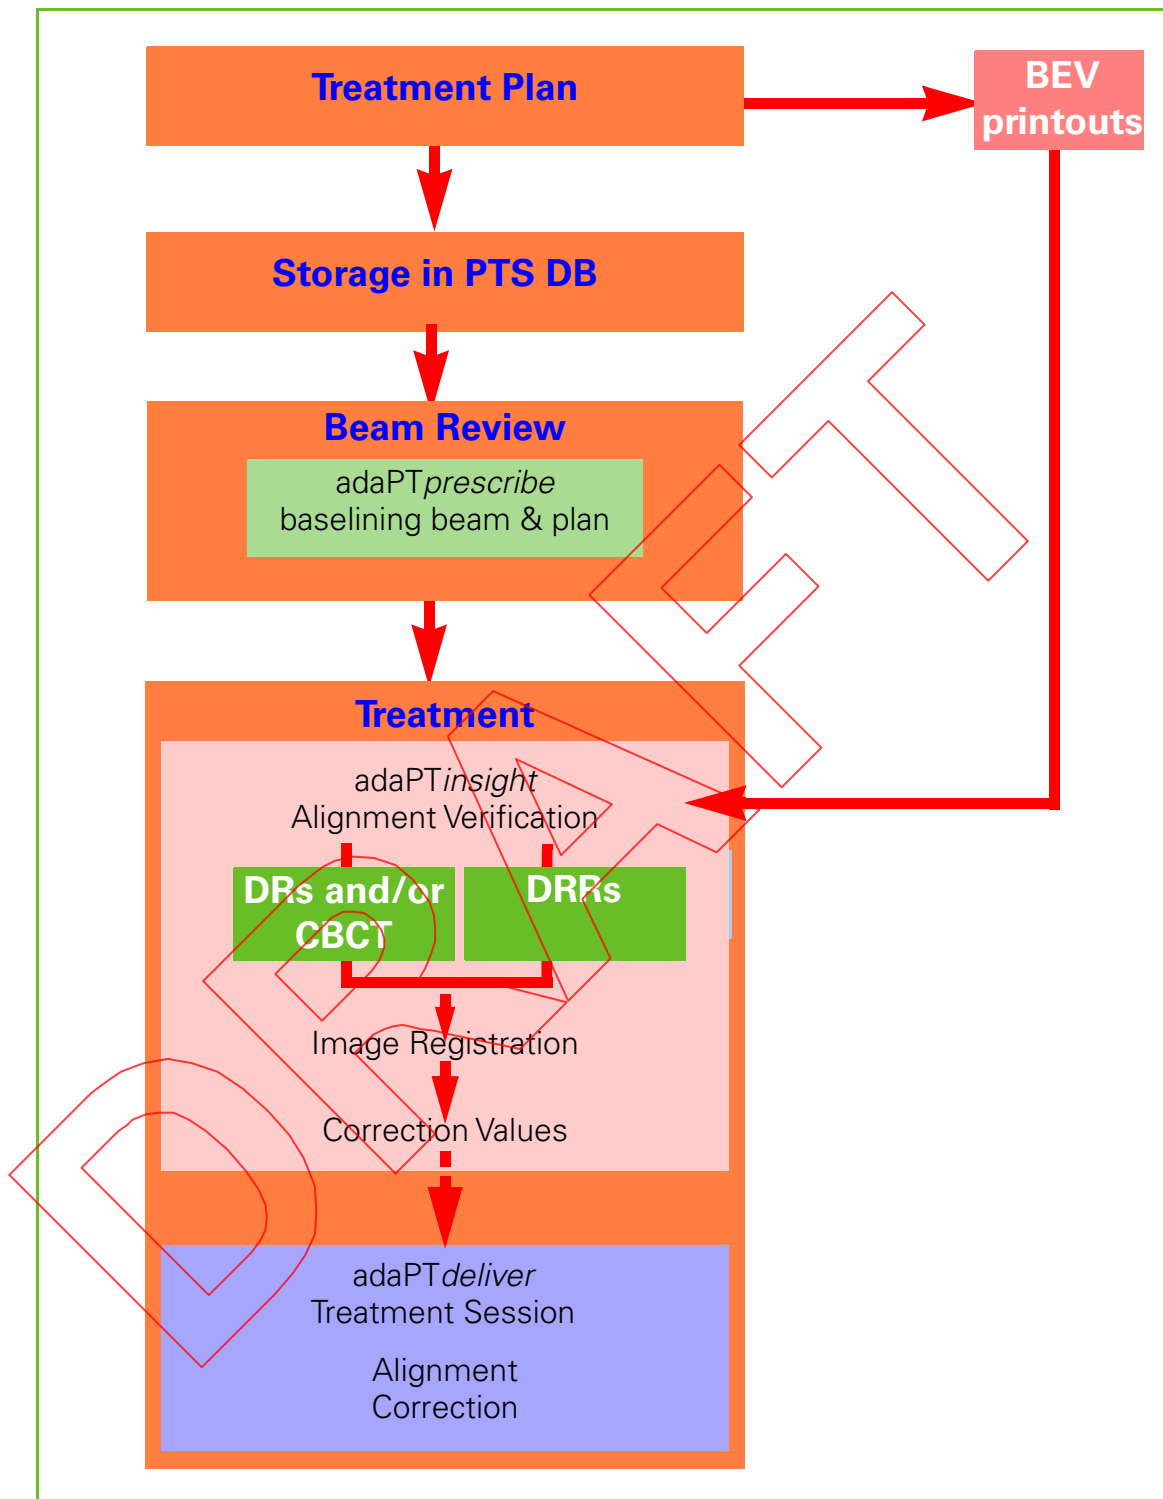 Treatment Plan
BEV
printouts
Storage in PTS DB
Beam Review
adaPTprescribe
baselining beam & plan
Treatment
adaPTinsight
Alignment Verification
DRs and/or
CBCT
DRRs
Image Registration
Correction Values
adaPTdeliver
Treatment Session
Alignment
Correction
DRAFT